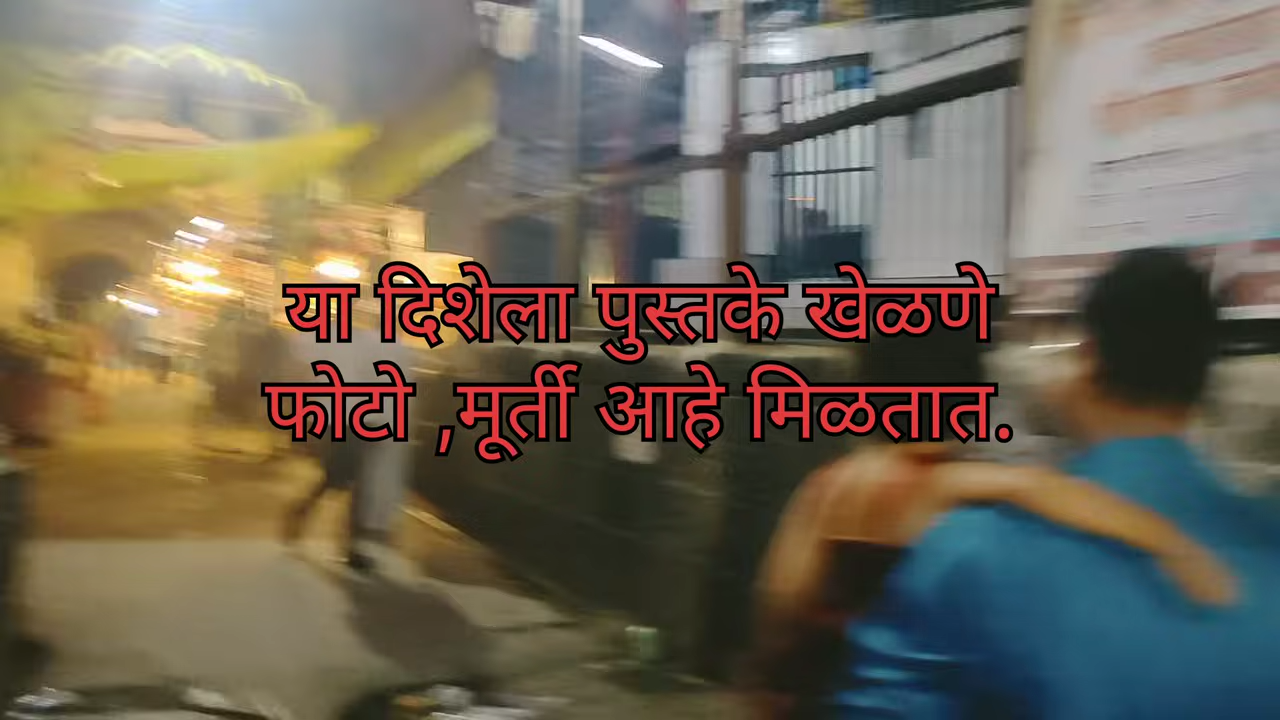 या दिशेला पुस्तके खेळणे
फोटो ,मूर्ती आहे मिळतात.